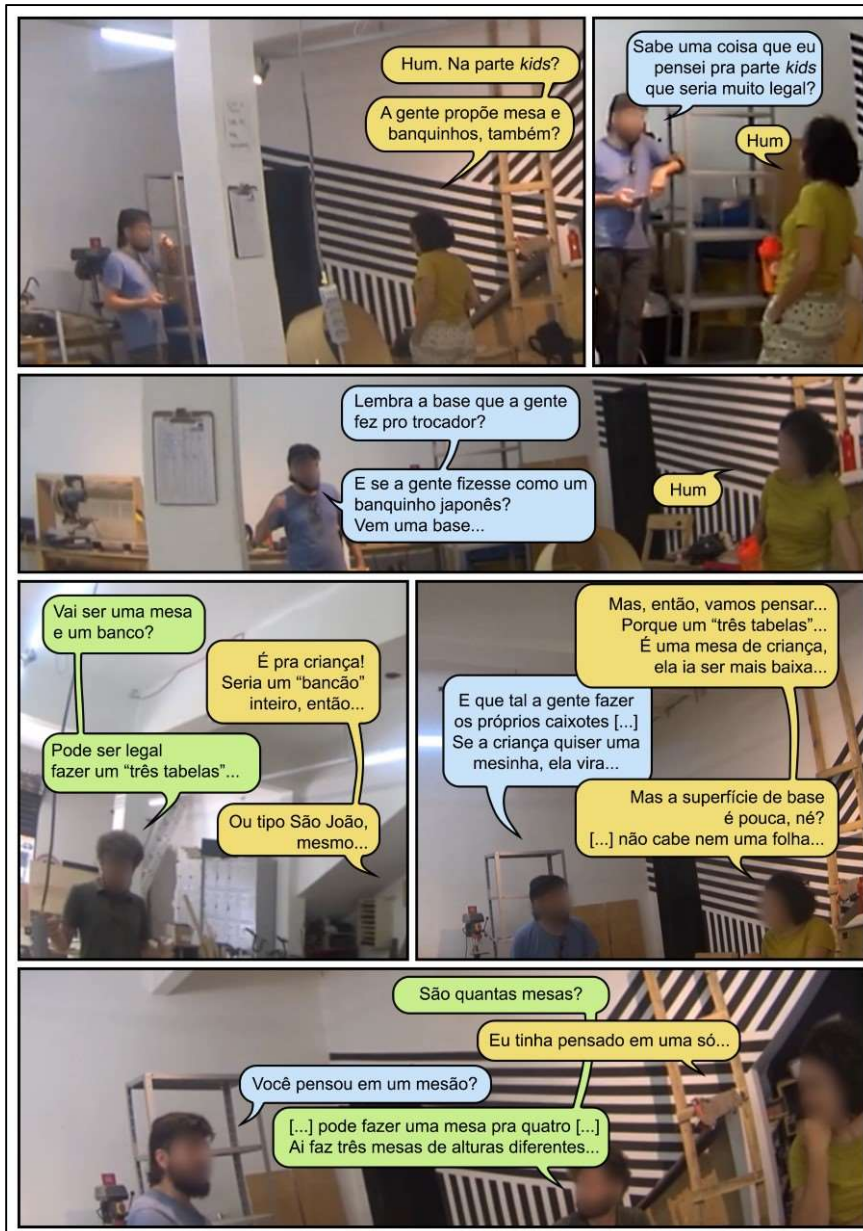 Hum. Na parte kids?
A gente propõe mesa e
banquinhos, também?
Sabe uma coisa que eu
pensei pra parte kids
que seria muito legal?
Hum
Lembra a base que a gente
fez pro trocador?
E se a gente fizesse como um
banquinho japonês?
Vem uma base...
Hum
Vai ser uma mesa
e um banco?
É pra criança!
Seria um “bancão”
inteiro, então...
Pode ser legal
fazer um “três tabelas”...
Ou tipo São João,
mesmo...
Mas, então, vamos pensar...
Porque um “três tabelas”...
É uma mesa de criança,
ela ia ser mais baixa...
E que tal a gente fazer
os próprios caixotes [...]
Se a criança quiser uma
mesinha, ela vira...
Mas a superfície de base
é pouca, né?
[...] não cabe nem uma folha...
São quantas mesas?
Eu tinha pensado em uma só...
Você pensou em um mesão?
[...] pode fazer uma mesa pra quatro [...]
Ai faz três mesas de alturas diferentes...